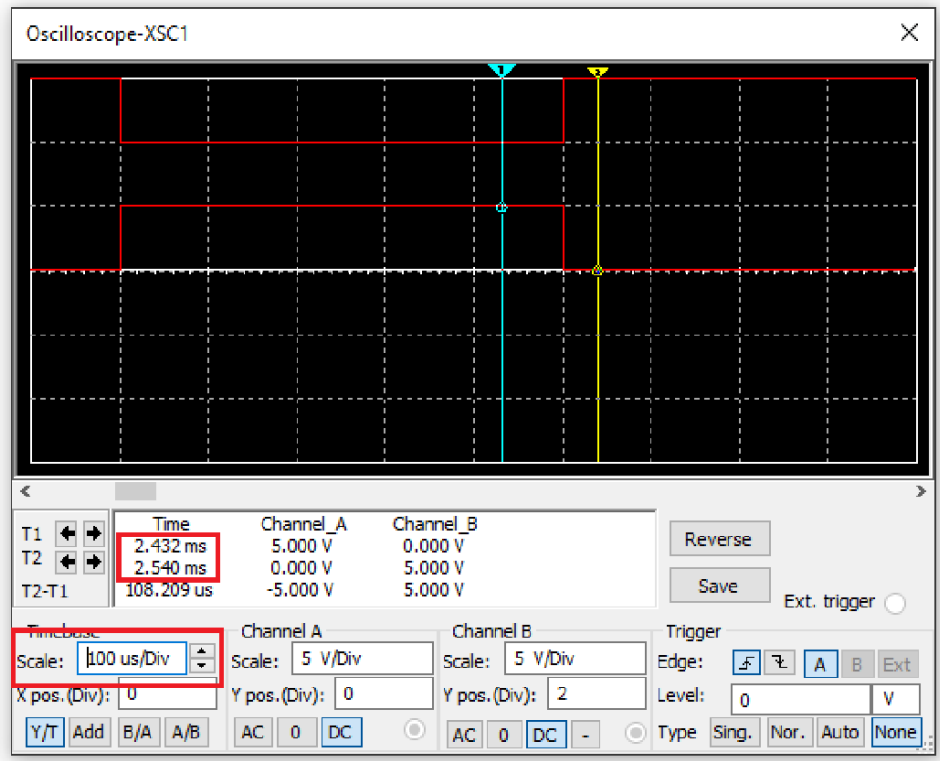 Oscilloscope-XSC1
1
2
Time Channel_A Channel_B
T1 2.432 ms 5.000 V 0.000 V
T2 2.540 ms 0.000 V 5.000 V
T2-T1 108.209 us -5.000 V 5.000 V
Reverse
Save
Ext. trigger
Timebase
Scale: 100 us/Div
X pos.(Div): 0
Y/T Add B/A A/B
Channel A
Scale: 5 V/Div
Y pos.(Div): 0
AC 0 DC
Channel B
Scale: 5 V/Div
Y pos.(Div): 2
AC 0 DC -
Trigger
Edge: A B Ext
Level: 0 V
Type Sing. Nor. Auto None